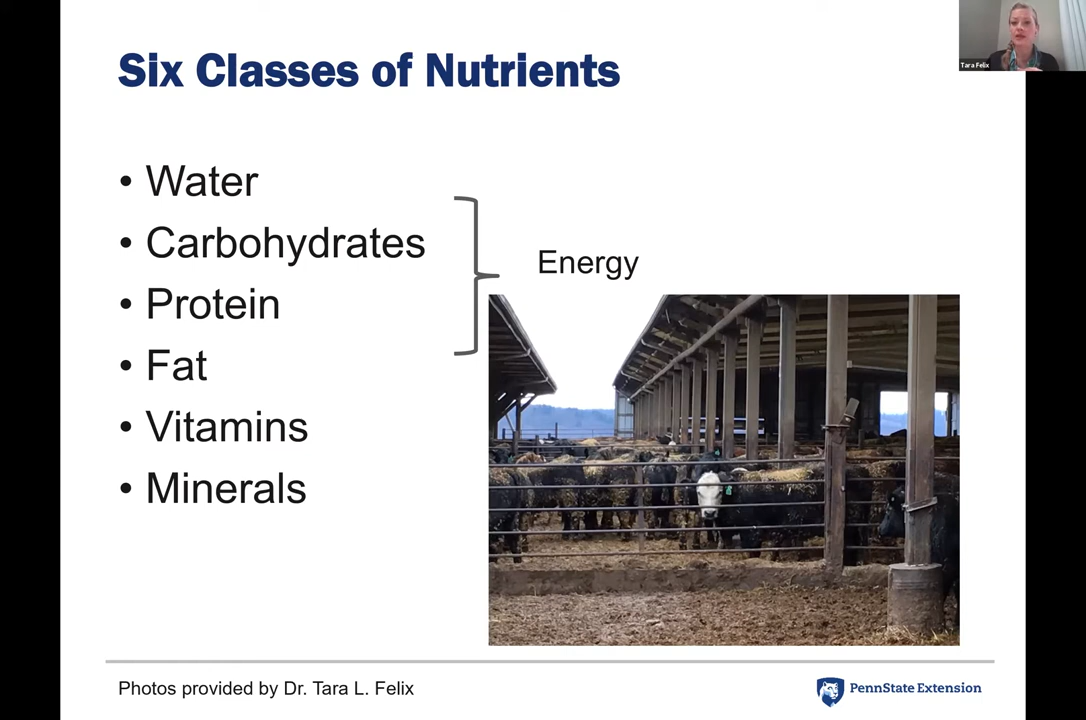 Six Classes of Nutrients
Tara Felix
• Water
• Carbohydrates
• Protein
• Fat
• Vitamins
• Minerals
Energy
Photos provided by Dr. Tara L. Felix
PennState Extension